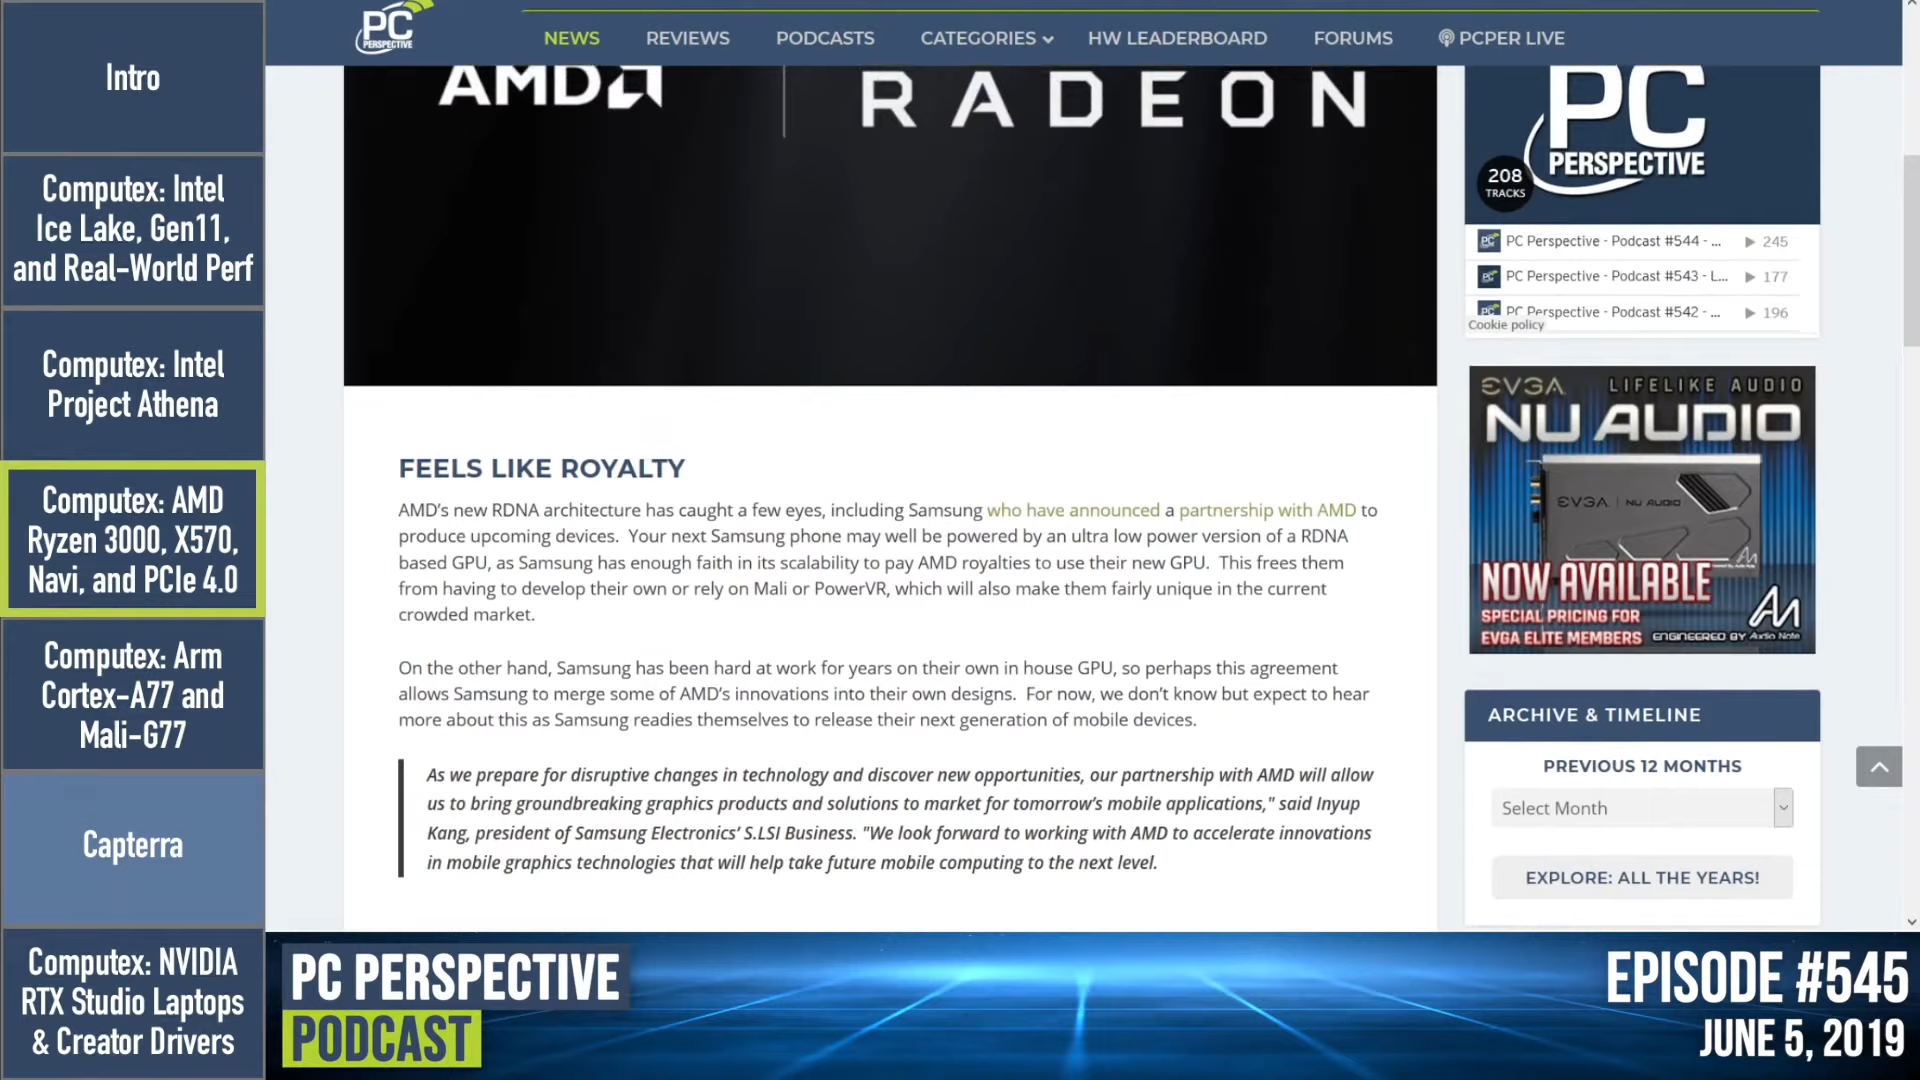 Intro
Computex: Intel
Ice Lake, Gen11,
and Real-World Perf
Computex: Intel
Project Athena
Computex: AMD
Ryzen 3000, X570,
Navi, and PCIe 4.0
Computex: Arm
Cortex-A77 and
Mali-G77
Capterra
Computex: NVIDIA
RTX Studio Laptops
& Creator Drivers
PC
PERSPECTIVE
NEWS REVIEWS PODCASTS CATEGORIES HW LEADERBOARD FORUMS PCPER LIVE
AMD RADEON
FEELS LIKE ROYALTY
AMD's new RDNA architecture has caught a few eyes, including Samsung who have announced a partnership with AMD to
produce upcoming devices. Your next Samsung phone may well be powered by an ultra low power version of a RDNA
based GPU, as Samsung has enough faith in its scalability to pay AMD royalties to use their new GPU. This frees them
from having to develop their own or rely on Mali or PowerVR, which will also make them fairly unique in the current
crowded market.
On the other hand, Samsung has been hard at work for years on their own in house GPU, so perhaps this agreement
allows Samsung to merge some of AMD's innovations into their own designs. For now, we don't know but expect to hear
more about this as Samsung readies themselves to release their next generation of mobile devices.
As we prepare for disruptive changes in technology and discover new opportunities, our partnership with AMD will allow
us to bring groundbreaking graphics products and solutions to market for tomorrow's mobile applications," said Inyup
Kang, president of Samsung Electronics' S.LSI Business. "We look forward to working with AMD to accelerate innovations
in mobile graphics technologies that will help take future mobile computing to the next level.
PC
PERSPECTIVE
208
TRACKS
PC Perspective - Podcast #544 - ... 245
PC Perspective - Podcast #543 - L... 177
PC Perspective - Podcast #542 - ... 196
Cookie policy
EVGA LIFELIKE AUDIO
NU AUDIO
EVGA | NU AUDIO
NOW AVAILABLE
SPECIAL PRICING FOR
EVGA ELITE MEMBERS
AN
ENGINEERED BY Audio Note
ARCHIVE & TIMELINE
PREVIOUS 12 MONTHS
Select Month
EXPLORE: ALL THE YEARS!
PC PERSPECTIVE
PODCAST
EPISODE #545
JUNE 5, 2019